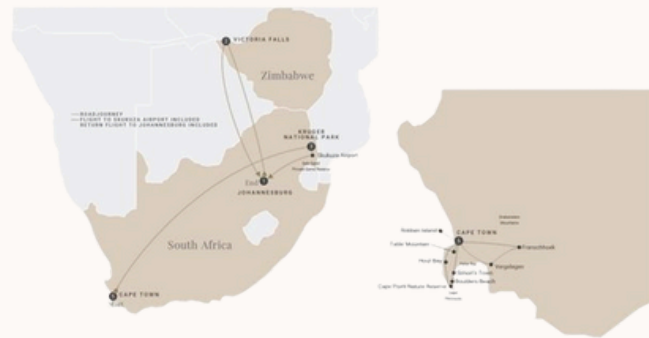 VICTORIA FALLS
Zimbabwe
ROAD JOURNEY
FLIGHT TO SKUKUZA AIRPORT INCLUDED
RETURN FLIGHT TO JOHANNESBURG INCLUDED
KRUGER
NATIONAL PARK
Skukuza Airport
End
JOHANNESBURG
South Africa
CAPE TOWN
Start
Robben Island
CAPE TOWN
Table Mountain
Franschhoek
Hout Bay
Vergelegen
Simon's Town
Boulders Beach
Cape Point Nature Reserve